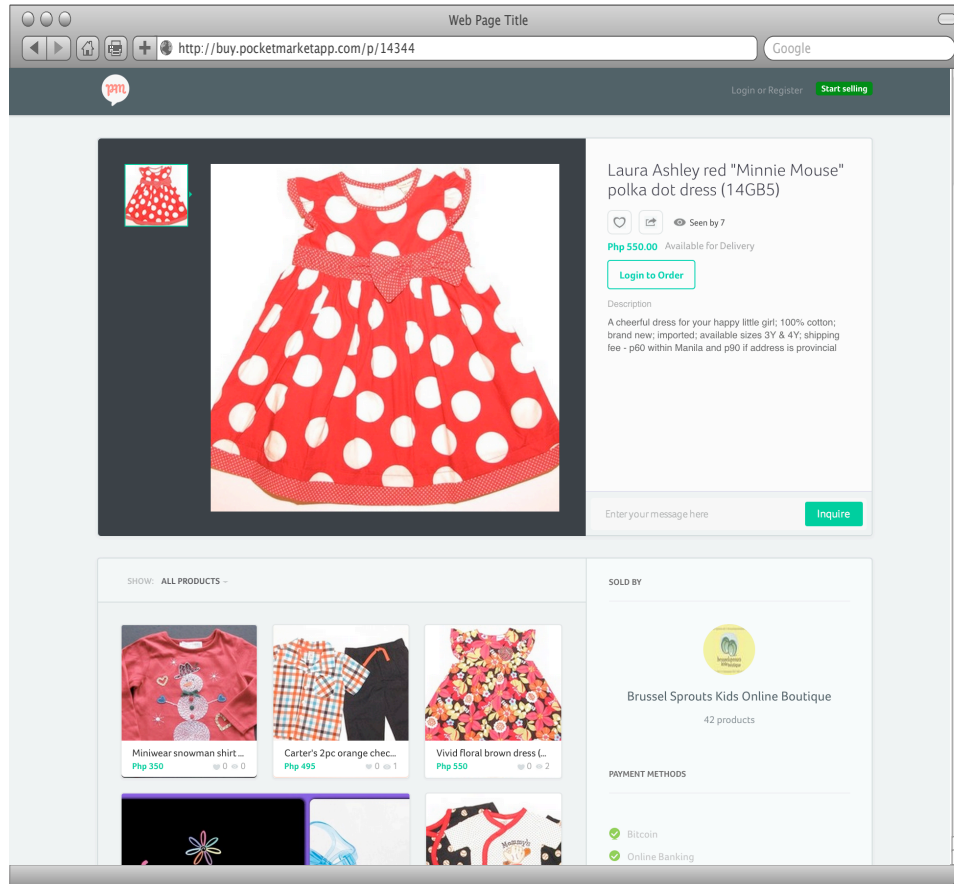 Web Page Title
http://buy.pocketmarketapp.com/p/14344
Google
pm
Login or Register
Start selling
Laura Ashley red "Minnie Mouse"
polka dot dress (14GB5)
Seen by 7
Php 550.00 Available for Delivery
Login to Order
Description
A cheerful dress for your happy little girl; 100% cotton;
brand new; imported; available sizes 3Y & 4Y; shipping
fee - p60 within Manila and p90 if address is provincial
Enter your message here
Inquire
SHOW: ALL PRODUCTS –
SOLD BY
Brussel Sprouts Kids Online Boutique
42 products
Miniwear snowman shirt ...
Php 350 0 0
Carter's 2pc orange chec...
Php 495 0 1
Vivid floral brown dress (...
Php 550 0 2
PAYMENT METHODS
Bitcoin
Online Banking
Mommy's